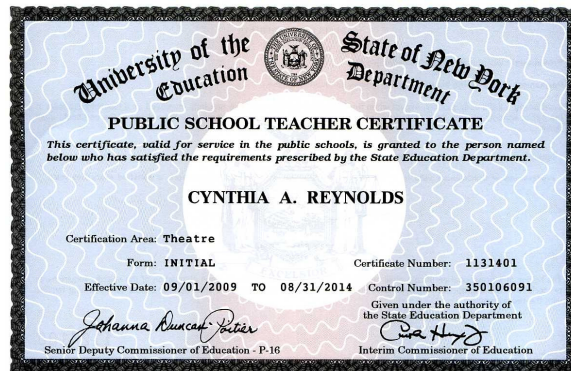 University of the State of New York
Education Department
PUBLIC SCHOOL TEACHER CERTIFICATE
This certificate, valid for service in the public schools, is granted to the person named
below who has satisfied the requirements prescribed by the State Education Department.
CYNTHIA A. REYNOLDS
Certification Area: Theatre
Form: INITIAL Certificate Number: 1131401
Effective Date: 09/01/2009 TO 08/31/2014 Control Number: 350106091
Given under the authority of
the State Education Department
Johanna Duncan-Poitier
Senior Deputy Commissioner of Education - P-16 Interim Commissioner of Education